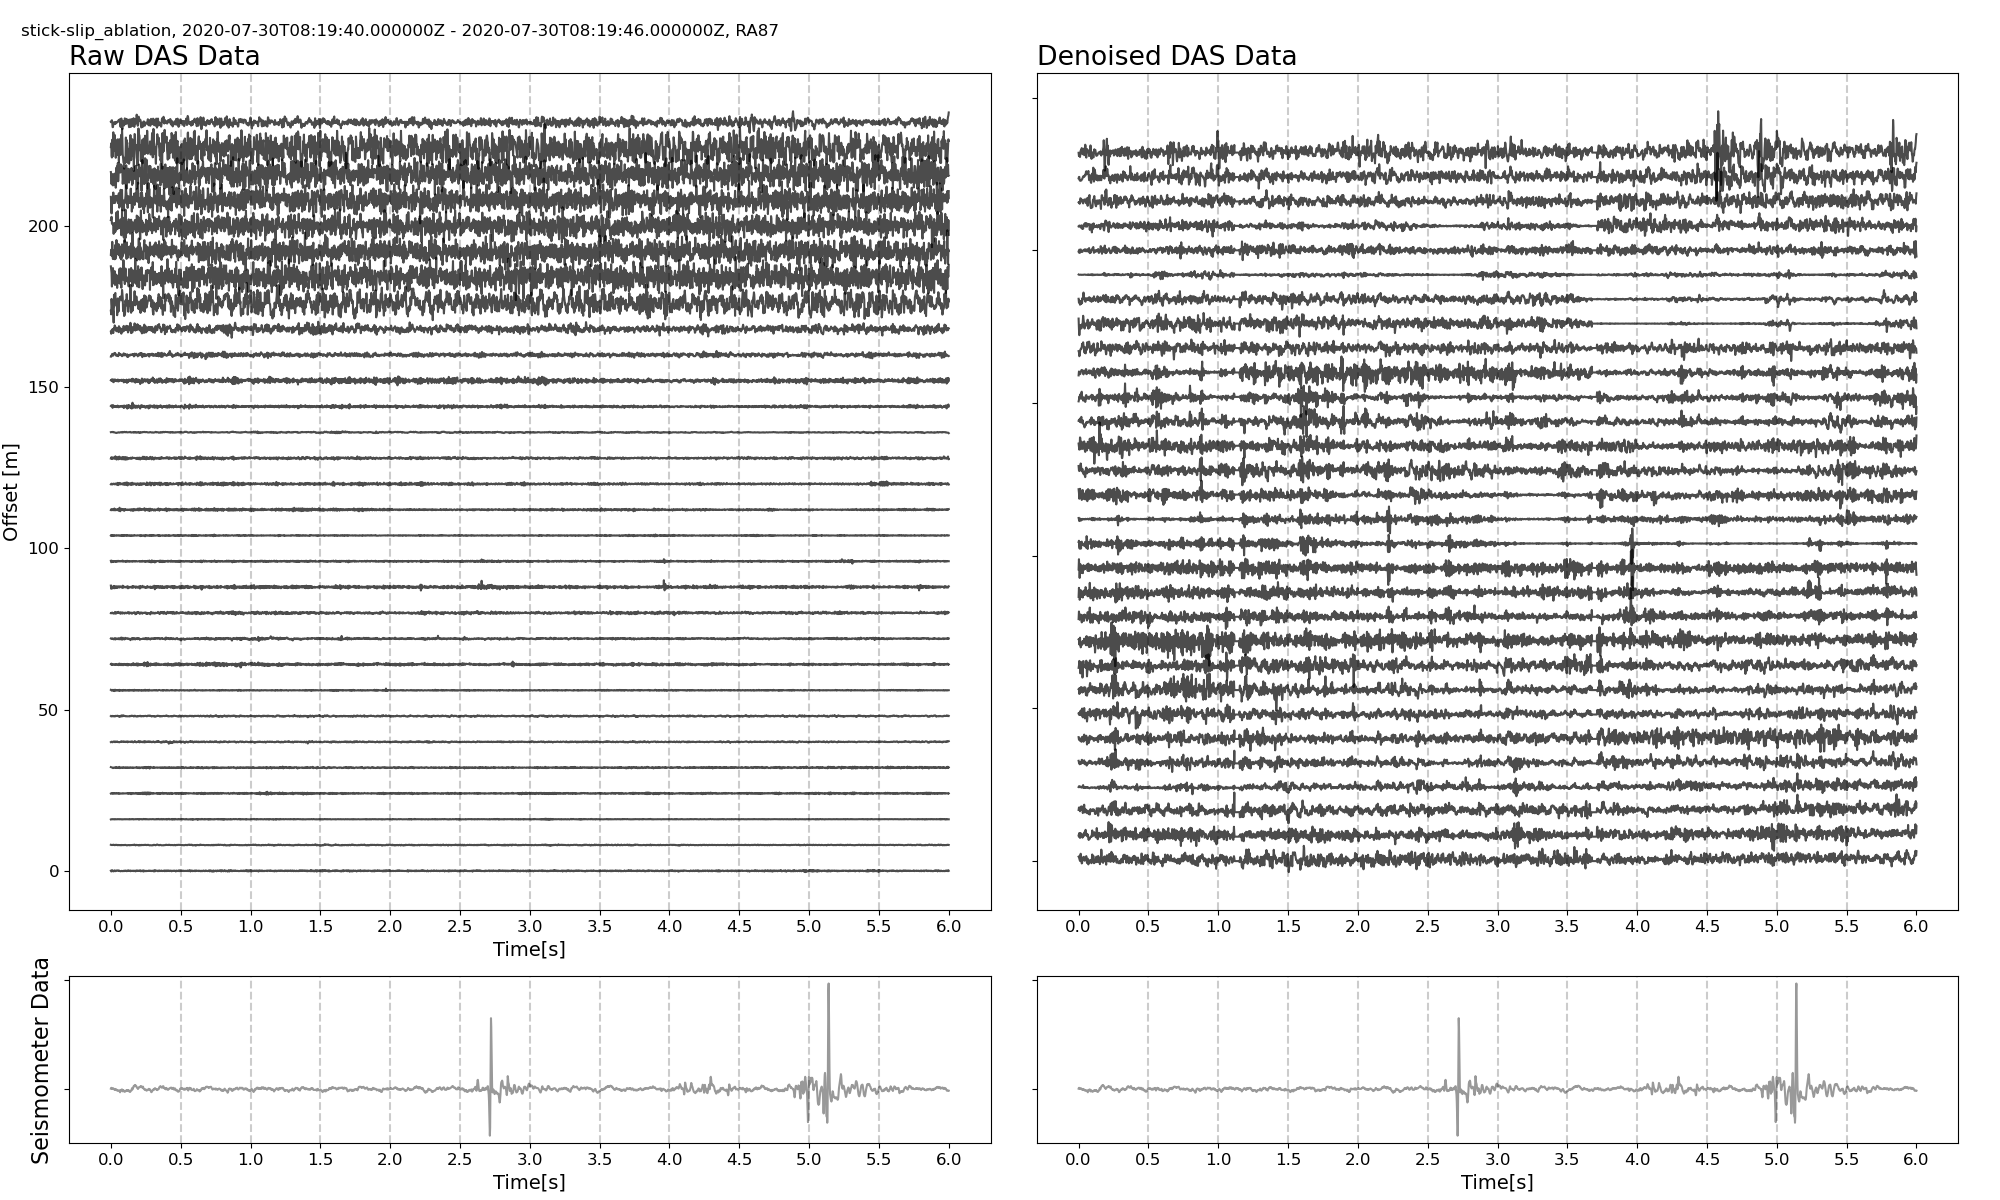 stick-slip_ablation, 2020-07-30T08:19:40.000000Z - 2020-07-30T08:19:46.000000Z, RA87
Raw DAS Data
Denoised DAS Data
Offset [m]
200
150
100
50
0
0.0 0.5 1.0 1.5 2.0 2.5 3.0 3.5 4.0 4.5 5.0 5.5 6.0
Time[s]
0.0 0.5 1.0 1.5 2.0 2.5 3.0 3.5 4.0 4.5 5.0 5.5 6.0
Seismometer Data
0.0 0.5 1.0 1.5 2.0 2.5 3.0 3.5 4.0 4.5 5.0 5.5 6.0
Time[s]
0.0 0.5 1.0 1.5 2.0 2.5 3.0 3.5 4.0 4.5 5.0 5.5 6.0
Time[s]